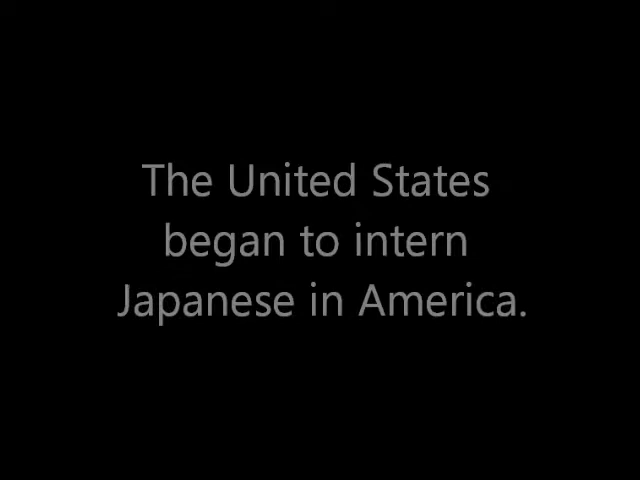 The United States
began to intern
Japanese in America.